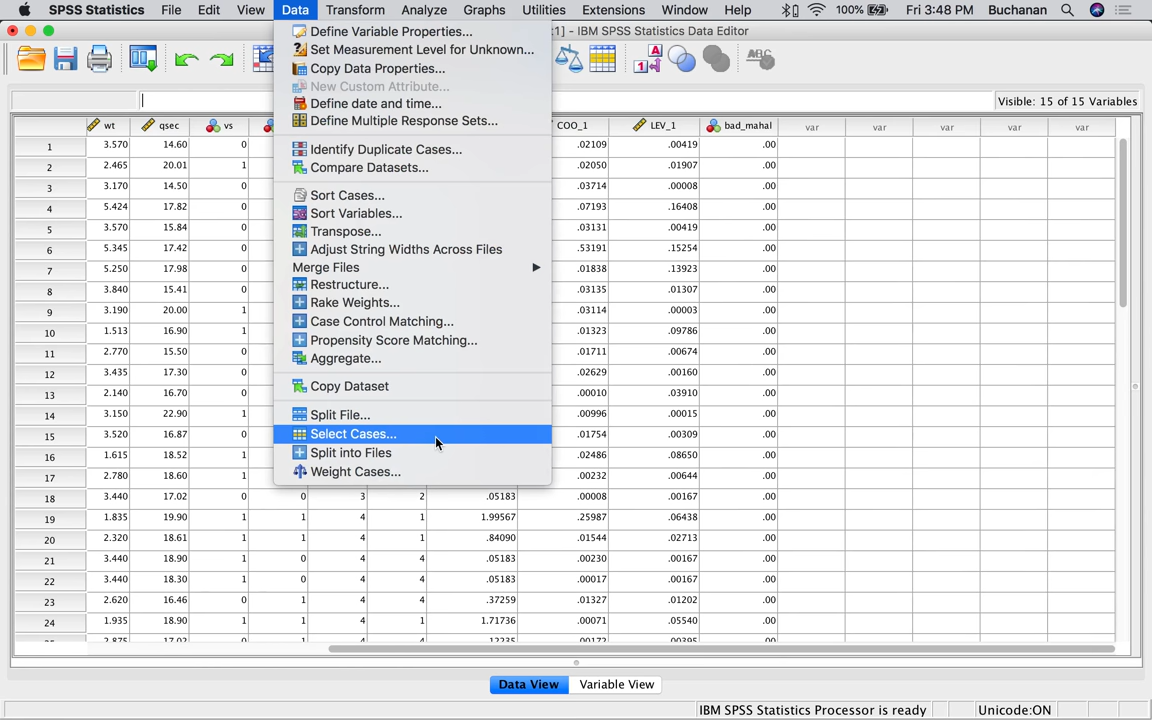 SPSS Statistics File Edit View Data Transform Analyze Graphs Utilities Extensions Window Help 100% Fri 3:48 PM Buchanan
1] - IBM SPSS Statistics Data Editor
Define Variable Properties...
Set Measurement Level for Unknown...
Copy Data Properties...
New Custom Attribute...
Define date and time...
Define Multiple Response Sets...
Identify Duplicate Cases...
Compare Datasets...
Sort Cases...
Sort Variables...
Transpose...
Adjust String Widths Across Files
Merge Files
Restructure...
Rake Weights...
Case Control Matching...
Propensity Score Matching...
Aggregate...
Copy Dataset
Split File...
Select Cases...
Split into Files
Weight Cases...
Visible: 15 of 15 Variables
wt qsec vs COO_1 LEV_1 bad_mahal var var var var var
1 3.570 14.60 0 .02109 .00419 .00
2 2.465 20.01 1 .02050 .01907 .00
3 3.170 14.50 0 .03714 .00008 .00
4 5.424 17.82 0 .07193 .16408 .00
5 3.570 15.84 0 .03131 .00419 .00
6 5.345 17.42 0 .53191 .15254 .00
7 5.250 17.98 0 .01838 .13923 .00
8 3.840 15.41 0 .03135 .01307 .00
9 3.190 20.00 1 .03114 .00003 .00
10 1.513 16.90 1 .01323 .09786 .00
11 2.770 15.50 0 .01711 .00674 .00
12 3.435 17.30 0 .02629 .00160 .00
13 2.140 16.70 0 .00010 .03910 .00
14 3.150 22.90 1 .00996 .00015 .00
15 3.520 16.87 0 .01754 .00309 .00
16 1.615 18.52 1 .02486 .08650 .00
17 2.780 18.60 1 .00232 .00644 .00
18 3.440 17.02 0 0 3 2 .05183 .00008 .00167 .00
19 1.835 19.90 1 1 4 1 1.99567 .25987 .06438 .00
20 2.320 18.61 1 1 4 1 .84090 .01544 .02713 .00
21 3.440 18.90 1 0 4 4 .05183 .00230 .00167 .00
22 3.440 18.30 1 0 4 4 .05183 .00017 .00167 .00
23 2.620 16.46 0 1 4 4 .37259 .01327 .01202 .00
24 1.935 18.90 1 1 4 1 1.71736 .00071 .05540 .00
2.875 17.02 0 1 4 4 .12235 .00172 .00395 .00
Data View Variable View
IBM SPSS Statistics Processor is ready Unicode:ON